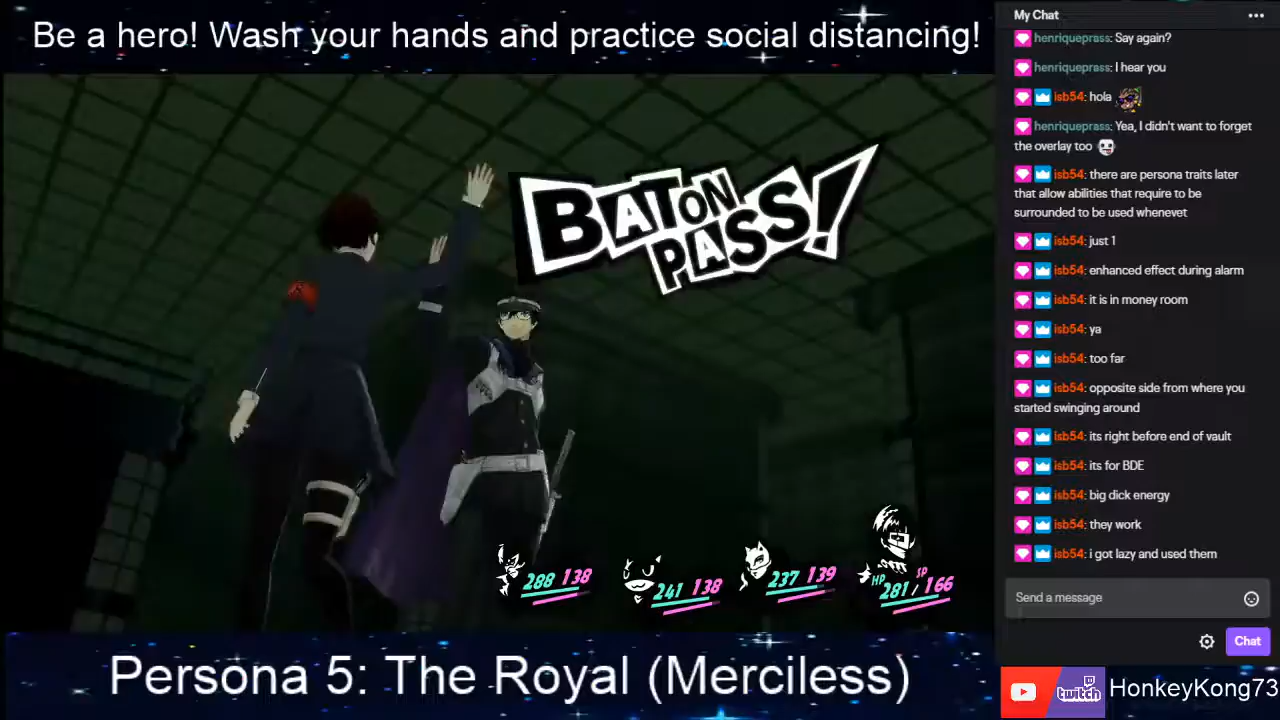 Be a hero! Wash your hands and practice social distancing!
BATON
PASS!
288 138
241 138
237 139
HP 281 / SP 166
Persona 5: The Royal (Merciless)
My Chat
henriqueprass: Say again?
henriqueprass: I hear you
isb54: hola
henriqueprass: Yea, I didn't want to forget
the overlay too
isb54: there are persona traits later
that allow abilities that require to be
surrounded to be used whenevet
isb54: just 1
isb54: enhanced effect during alarm
isb54: it is in money room
isb54: ya
isb54: too far
isb54: opposite side from where you
started swinging around
isb54: its right before end of vault
isb54: its for BDE
isb54: big dick energy
isb54: they work
isb54: i got lazy and used them
Send a message
Chat
twitch HonkeyKong73